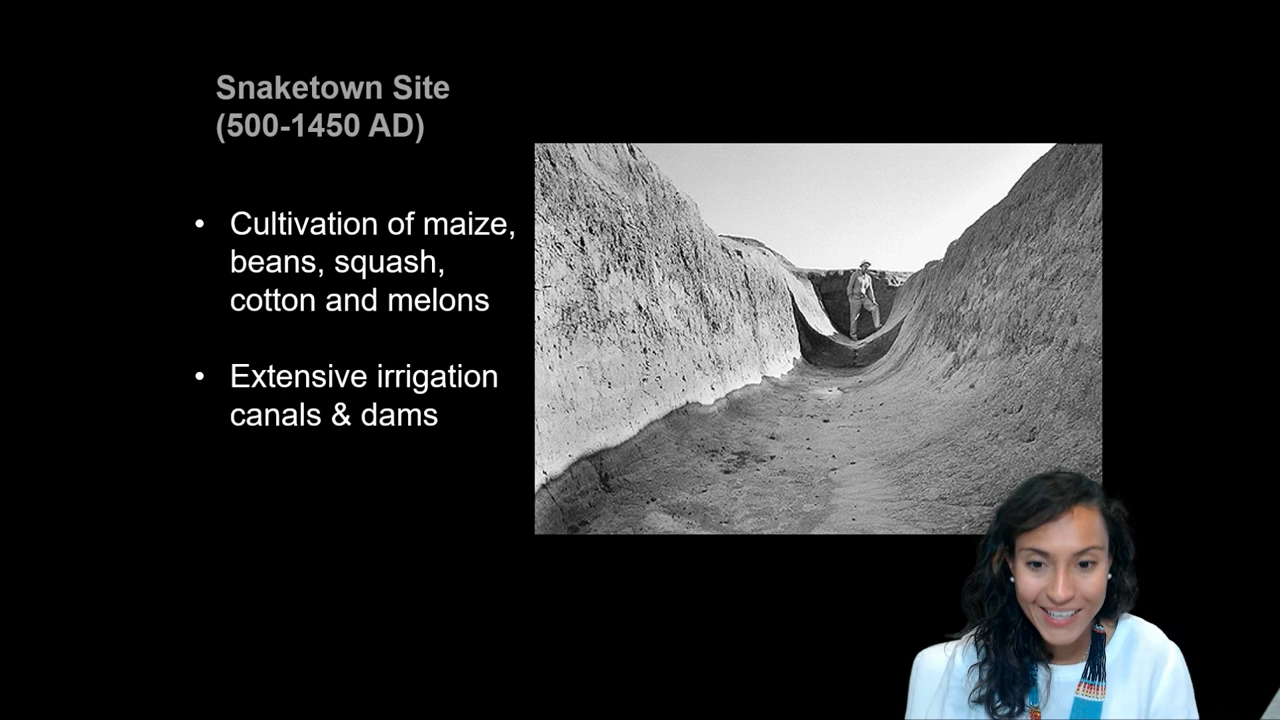 Snaketown Site
(500-1450 AD)
• Cultivation of maize,
beans, squash,
cotton and melons
• Extensive irrigation
canals & dams